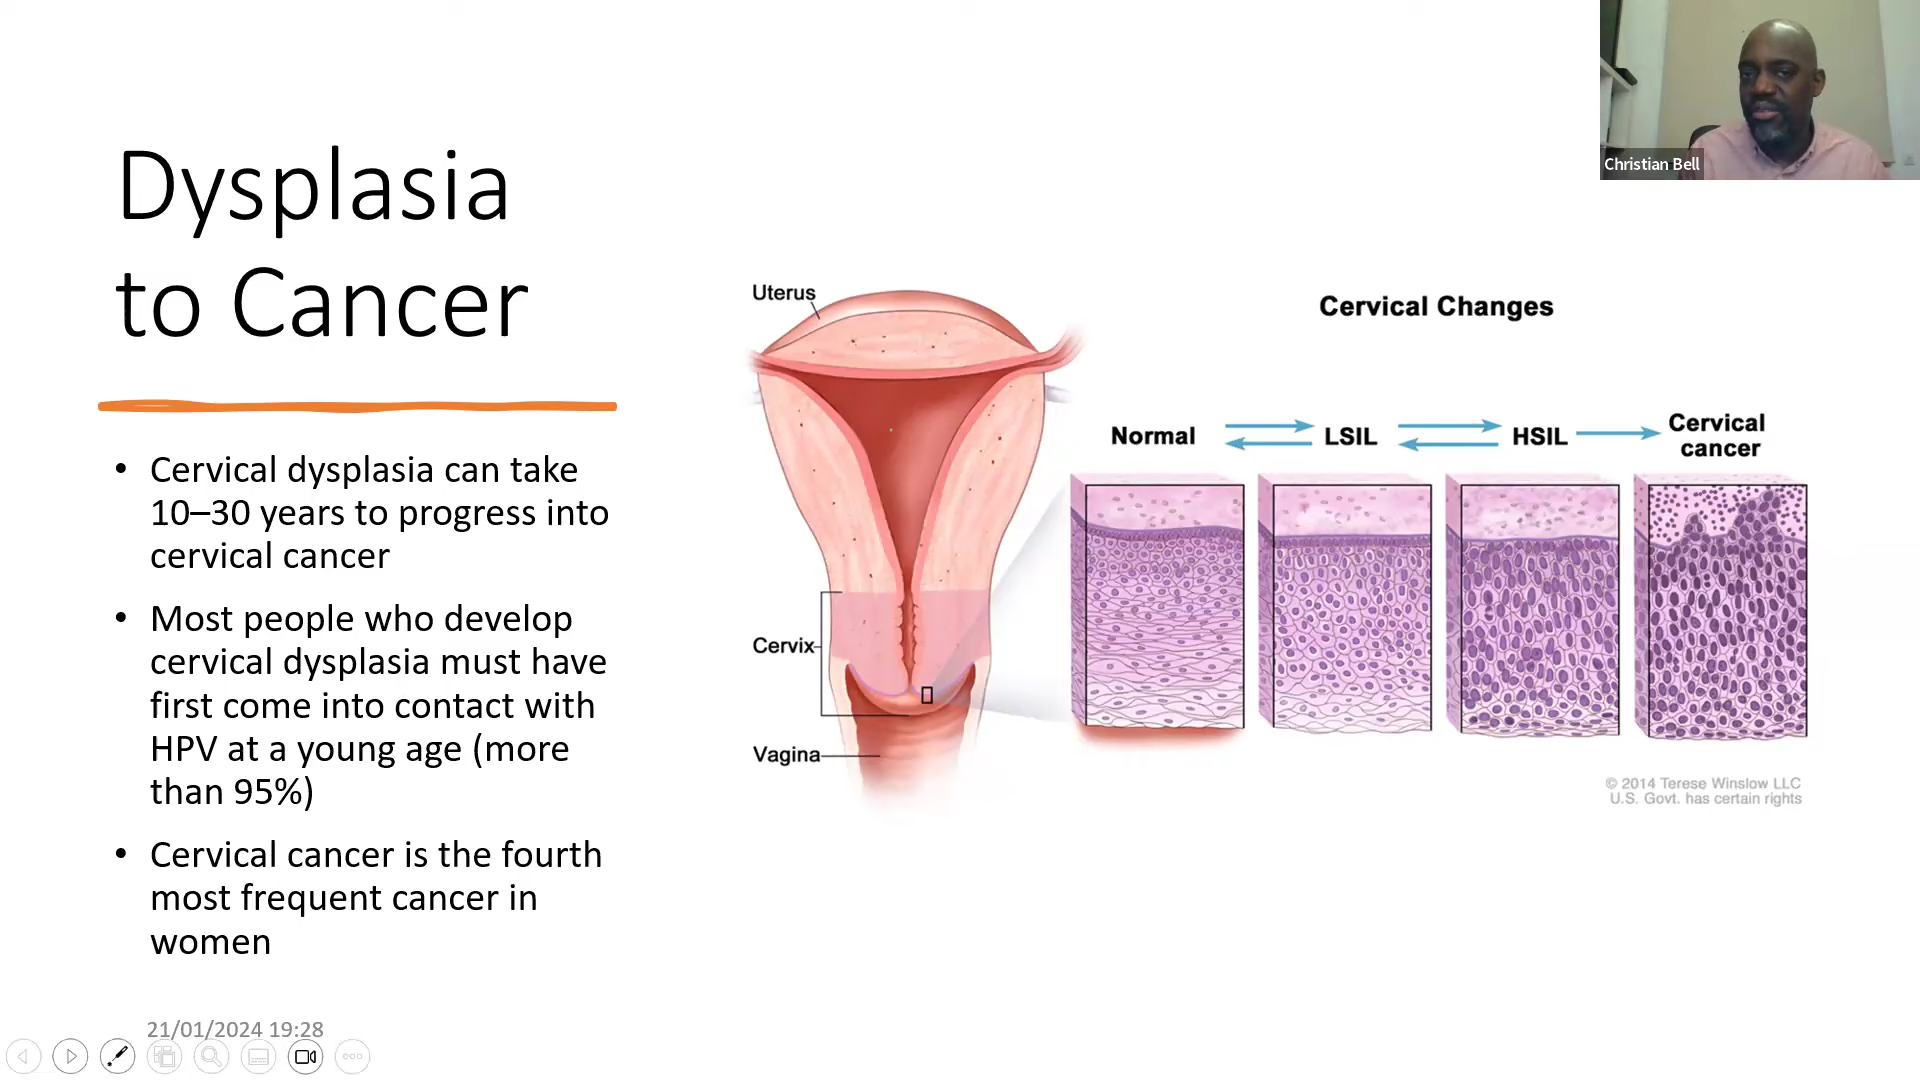 Christian Bell
Dysplasia
to Cancer
• Cervical dysplasia can take
10–30 years to progress into
cervical cancer
• Most people who develop
cervical dysplasia must have
first come into contact with
HPV at a young age (more
than 95%)
• Cervical cancer is the fourth
most frequent cancer in
women
21/01/2024 19:28
Uterus
Cervix
Vagina
Cervical Changes
Normal
LSIL
HSIL
Cervical
cancer
© 2014 Terese Winslow LLC
U.S. Govt. has certain rights